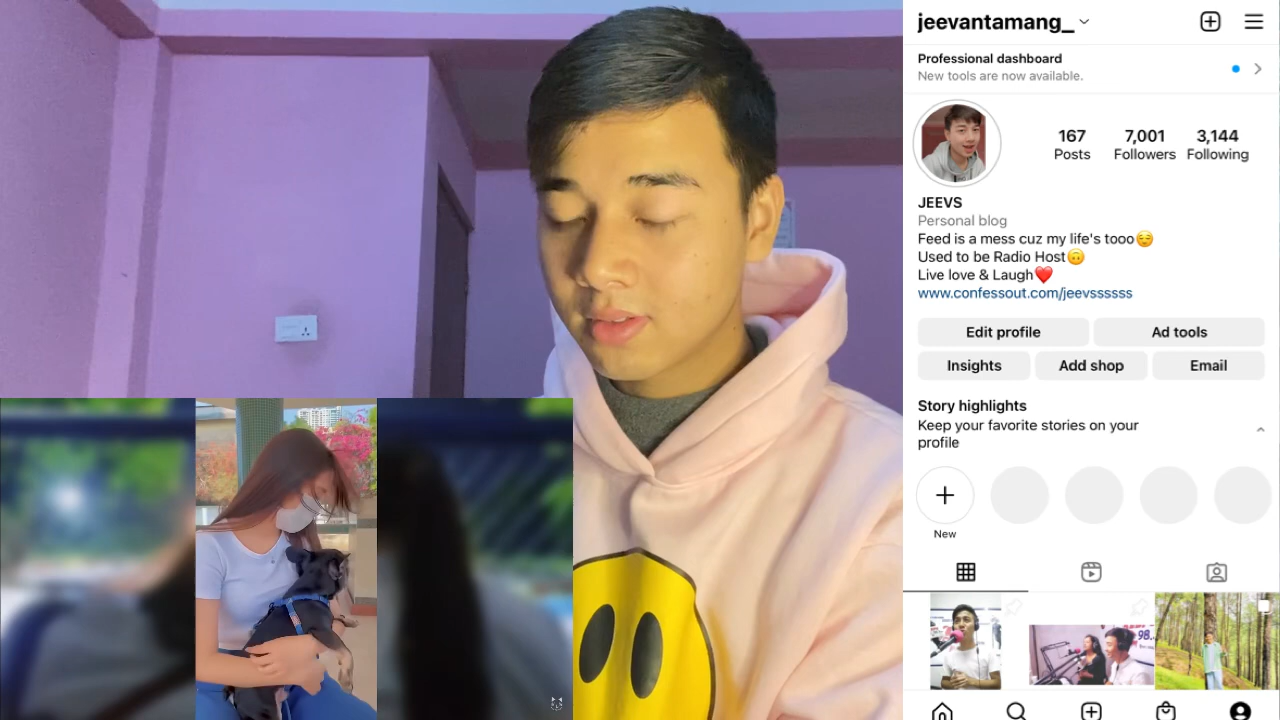 jeevantamang_
Professional dashboard
New tools are now available.
167
7,001
3,144
Posts
Followers
Following
JEEVS
Personal blog
Feed is a mess cuz my life's tooo😌
Used to be Radio Host🙃
Live love & Laugh❤️
www.confessout.com/jeevssssss
Edit profile
Ad tools
Insights
Add shop
Email
Story highlights
Keep your favorite stories on your
profile
New
98.